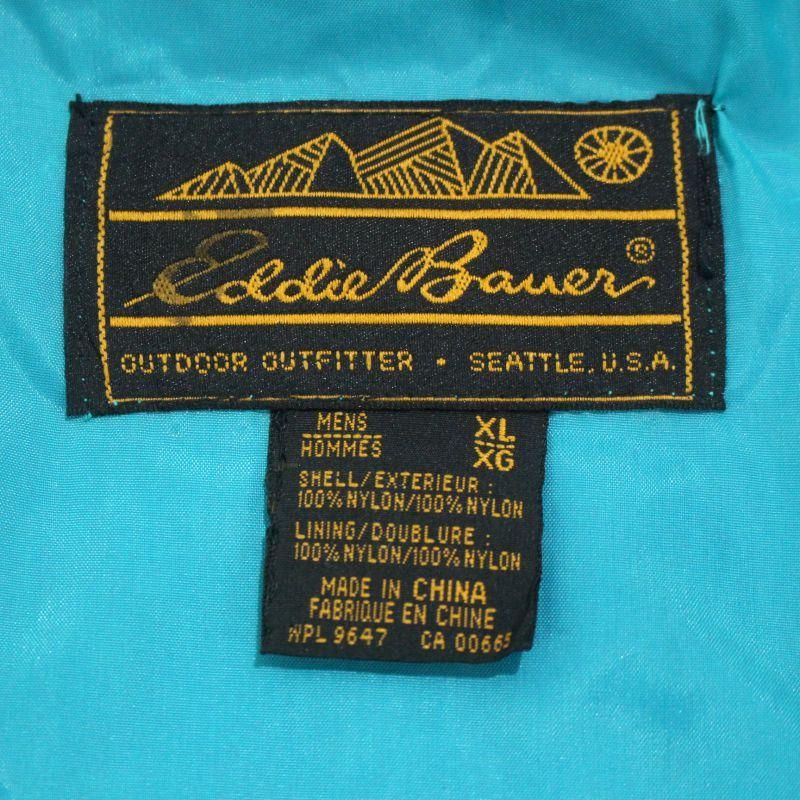 Eddie Bauer®
OUTDOOR OUTFITTER • SEATTLE, U.S.A.
MENS XL
HOMMES XG
SHELL/EXTERIEUR :
100% NYLON/100% NYLON
LINING/DOUBLURE :
100% NYLON/100% NYLON
MADE IN CHINA
FABRIQUE EN CHINE
WPL 9647 CA 00665